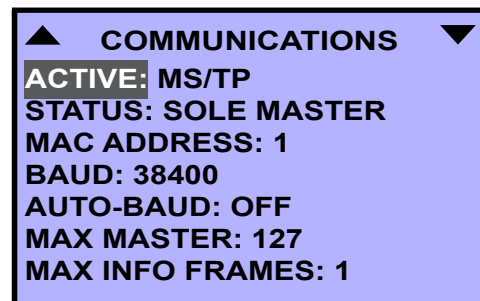 COMMUNICATIONS
ACTIVE: MS/TP
STATUS: SOLE MASTER
MAC ADDRESS: 1
BAUD: 38400
AUTO-BAUD: OFF
MAX MASTER: 127
MAX INFO FRAMES: 1